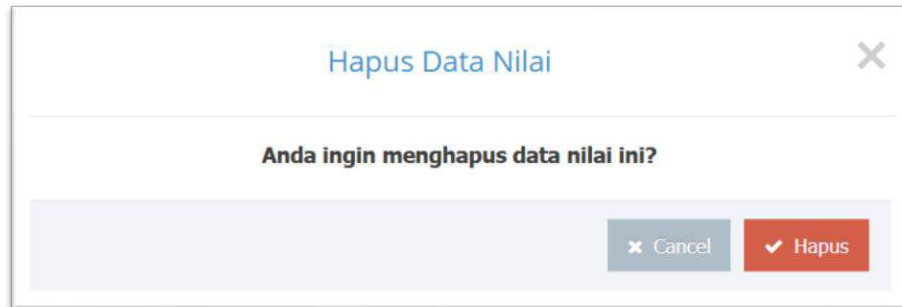 Hapus Data Nilai
Anda ingin menghapus data nilai ini?
Cancel
Hapus